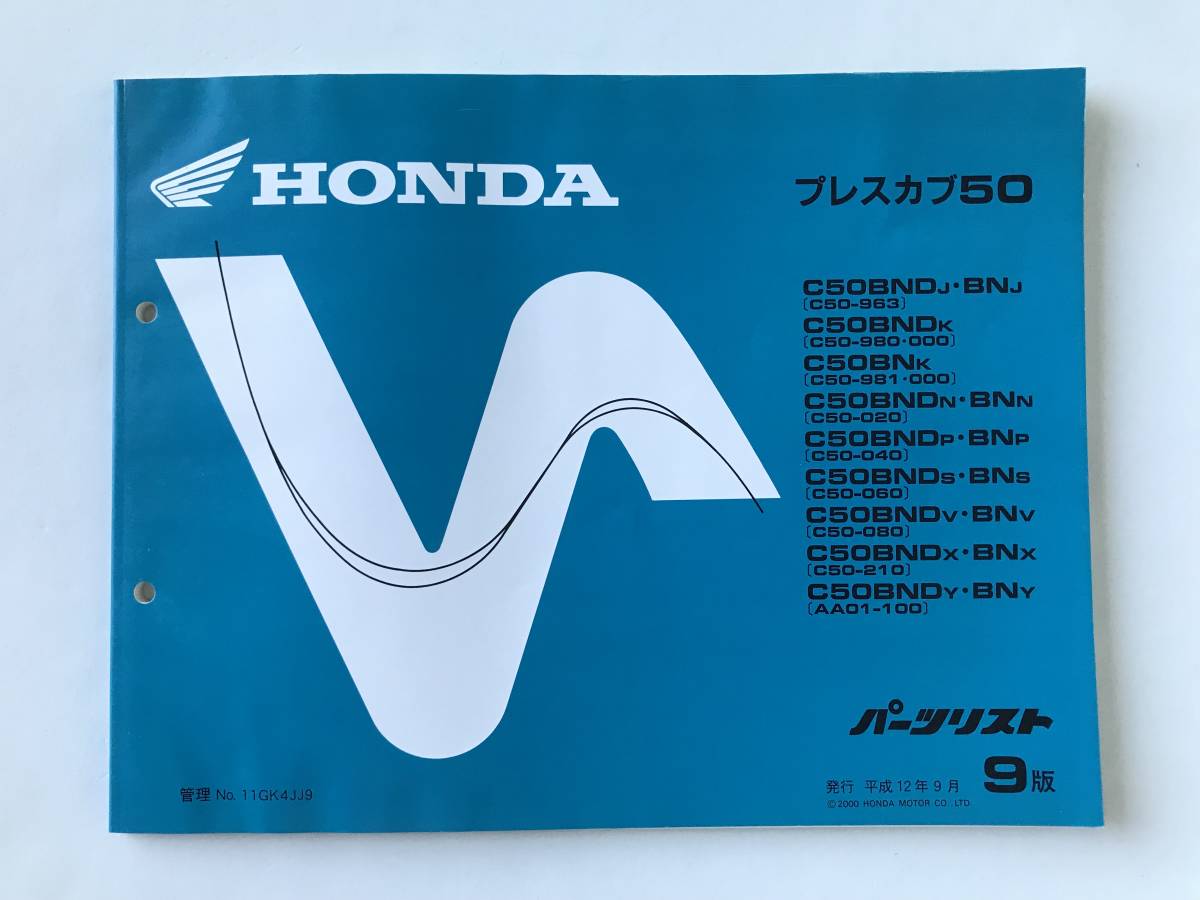 HONDA
プレスカブ50
C50BNDJ・BNJ
〔C50-963〕
C50BNDK
〔C50-980・000〕
C50BNK
〔C50-981・000〕
C50BNDN・BNN
〔C50-020〕
C50BNDP・BNP
〔C50-040〕
C50BNDS・BNS
〔C50-060〕
C50BNDV・BNV
〔C50-080〕
C50BNDX・BNX
〔C50-210〕
C50BNDY・BNY
〔AA01-100〕
パーツリスト
9版
発行 平成12年9月
©2000 HONDA MOTOR CO.,LTD.
管理 No. 11GK4JJ9